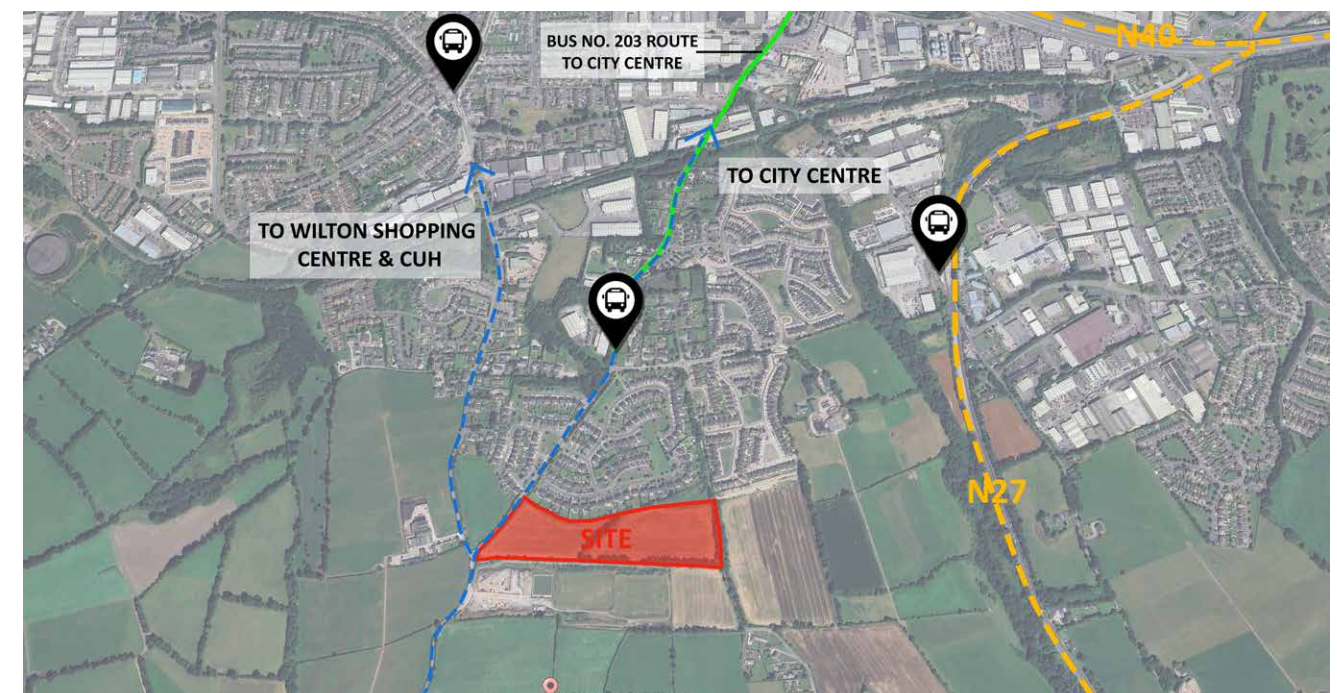 BUS NO. 203 ROUTE
TO CITY CENTRE
N40
TO CITY CENTRE
TO WILTON SHOPPING
CENTRE & CUH
N27
SITE